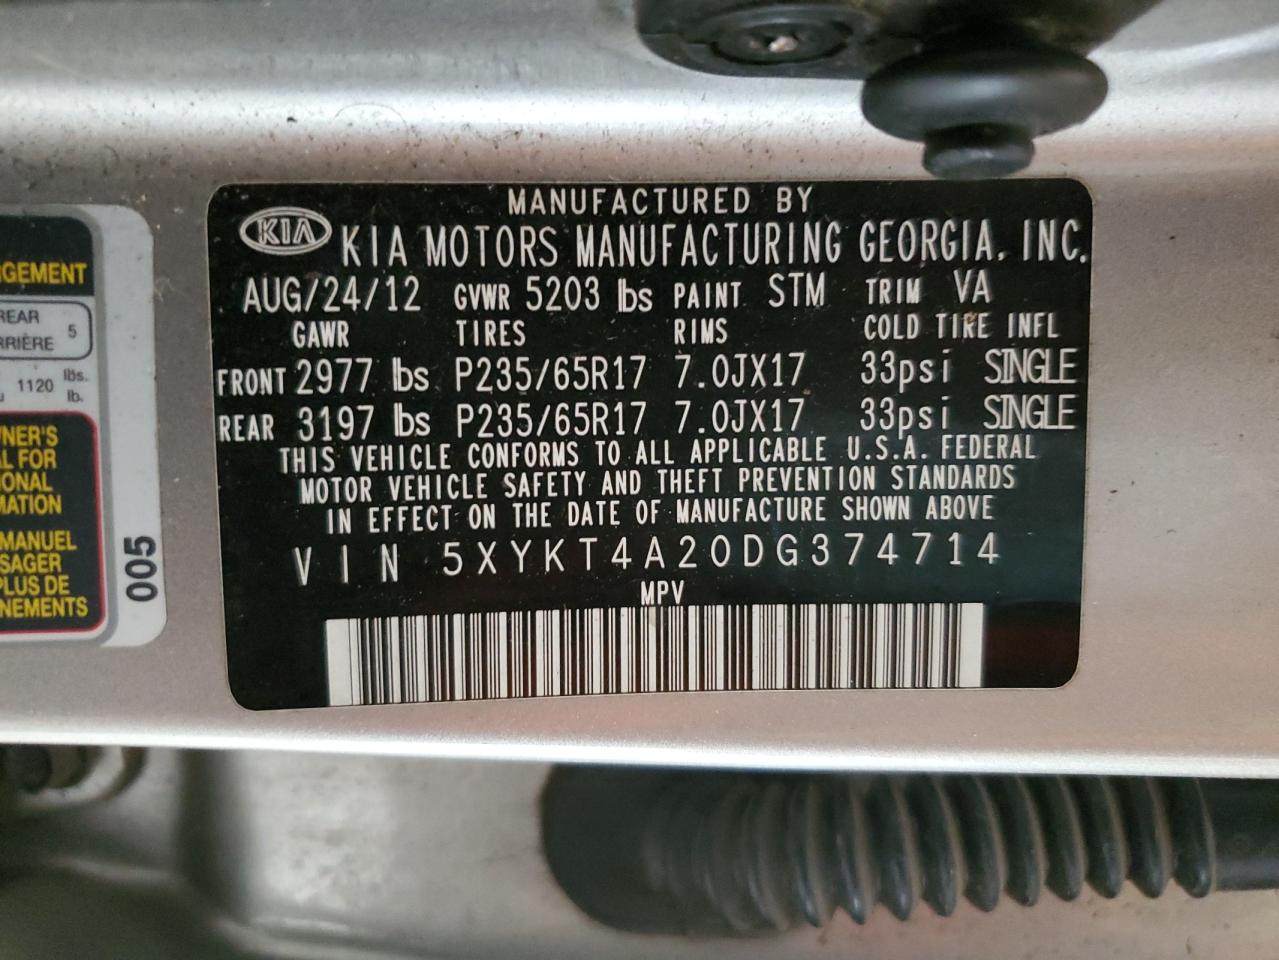 MANUFACTURED BY
KIA KIA MOTORS MANUFACTURING GEORGIA, INC.
AUG/24/12 GVWR 5203 lbs PAINT STM TRIM VA
GAWR TIRES RIMS COLD TIRE INFL
FRONT 2977 lbs P235/65R17 7.0JX17 33psi SINGLE
REAR 3197 lbs P235/65R17 7.0JX17 33psi SINGLE
THIS VEHICLE CONFORMS TO ALL APPLICABLE U.S.A. FEDERAL
MOTOR VEHICLE SAFETY AND THEFT PREVENTION STANDARDS
IN EFFECT ON THE DATE OF MANUFACTURE SHOWN ABOVE
VIN 5XYKT4A20DG374714
MPV
RGEMENT
REAR 5
RRIÈRE
1120 lbs.
lb.
NER'S
L FOR
IONAL
MATION
MANUEL
SAGER
PLUS DE
NEMENTS
005